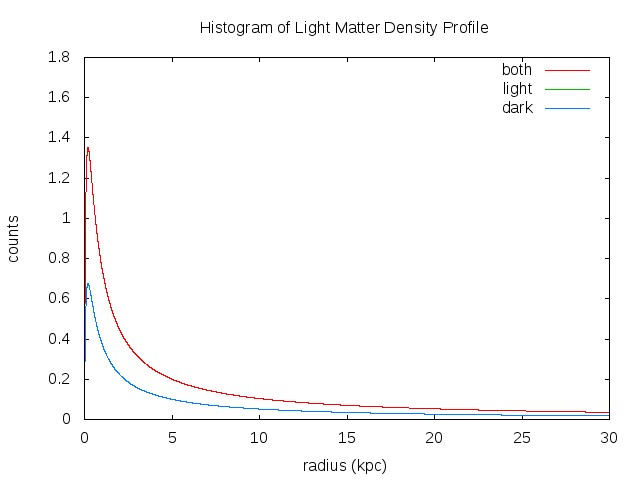 Histogram of Light Matter Density Profile
1.8
1.6
1.4
1.2
1
0.8
0.6
0.4
0.2
0
counts
both
light
dark
0 5 10 15 20 25 30
radius (kpc)